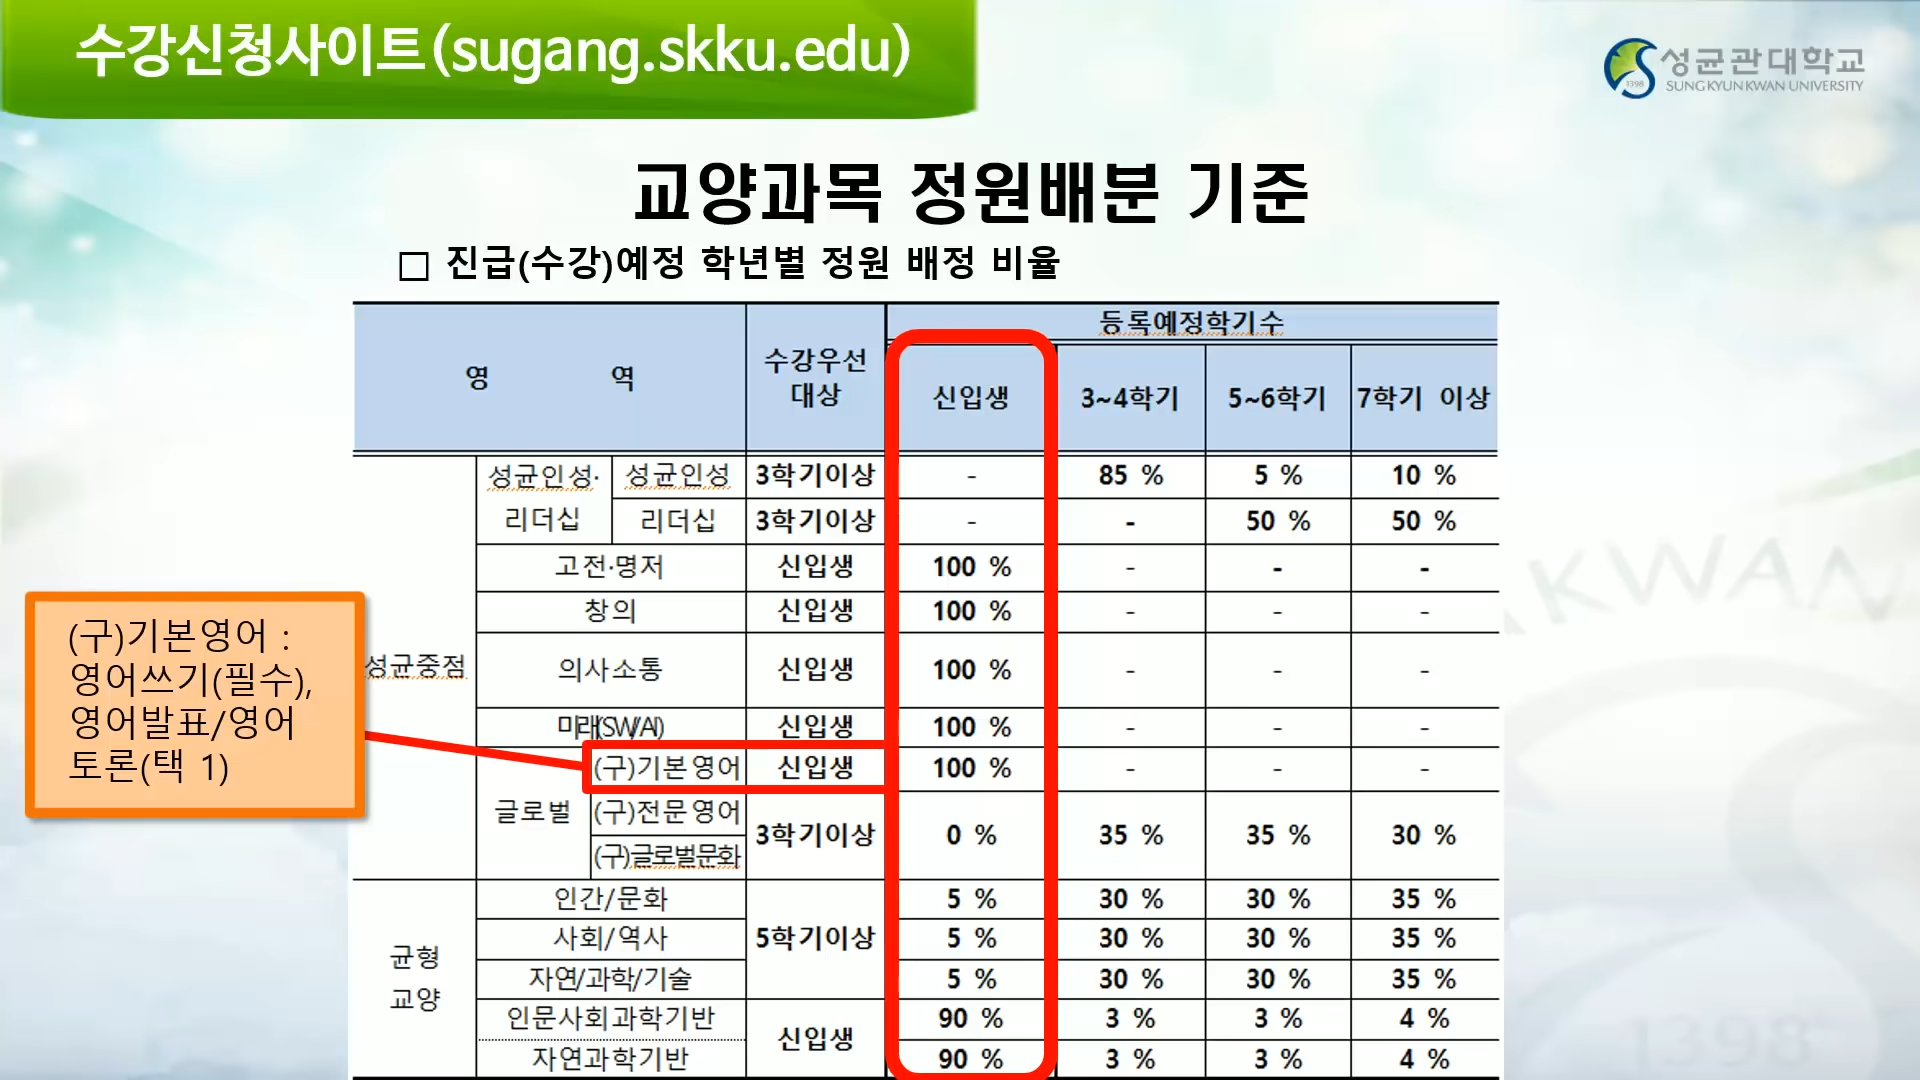 수강신청사이트(sugang.skku.edu)
1398
성균관대학교
SUNGKYUNKWAN UNIVERSITY
교양과목 정원배분 기준
□ 진급(수강)예정 학년별 정원 배정 비율
영 역
수강우선
대상
등록예정학기수
신입생 3~4학기 5~6학기 7학기 이상
성균중점
성균인성·
리더십
성균인성 3학기이상 - 85 % 5 % 10 %
리더십 3학기이상 - - 50 % 50 %
고전·명저 신입생 100 % - - -
창의 신입생 100 % - - -
의사소통 신입생 100 % - - -
미래(SW/AI) 신입생 100 % - - -
글로벌
(구)기본영어 신입생 100 % - - -
(구)전문영어
(구)글로벌문화
3학기이상 0 % 35 % 35 % 30 %
균형
교양
인간/문화 5 % 30 % 30 % 35 %
사회/역사 5학기이상 5 % 30 % 30 % 35 %
자연/과학/기술 5 % 30 % 30 % 35 %
인문사회과학기반 90 % 3 % 3 % 4 %
신입생
자연과학기반 90 % 3 % 3 % 4 %
(구)기본영어 :
영어쓰기(필수),
영어발표/영어
토론(택 1)
KWAN
1398